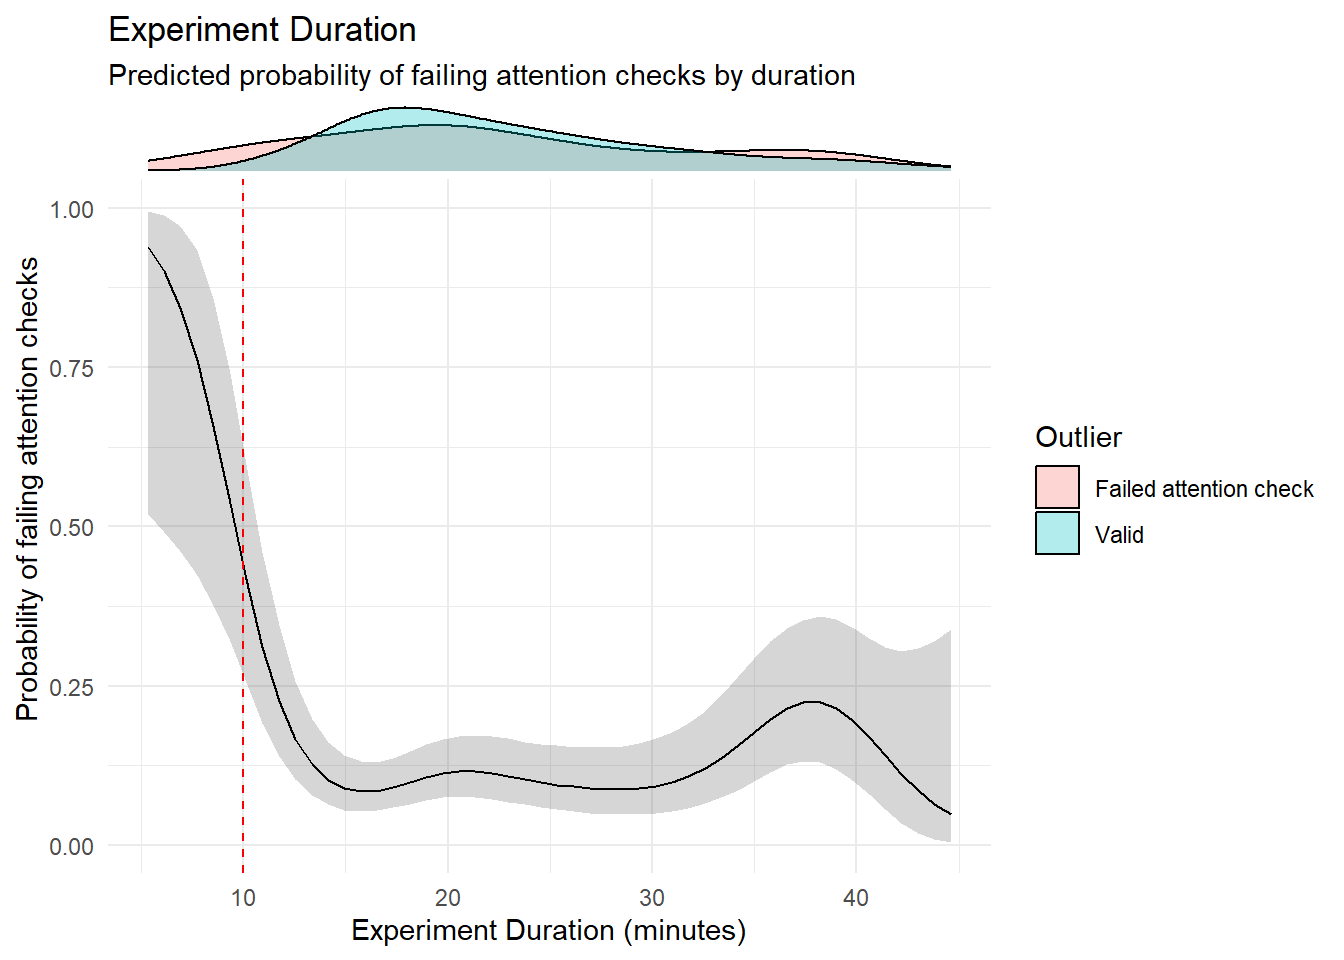 Experiment Duration
Predicted probability of failing attention checks by duration
Probability of failing attention checks
1.00
0.75
0.50
0.25
0.00
10
20
30
40
Experiment Duration (minutes)
Outlier
Failed attention check
Valid